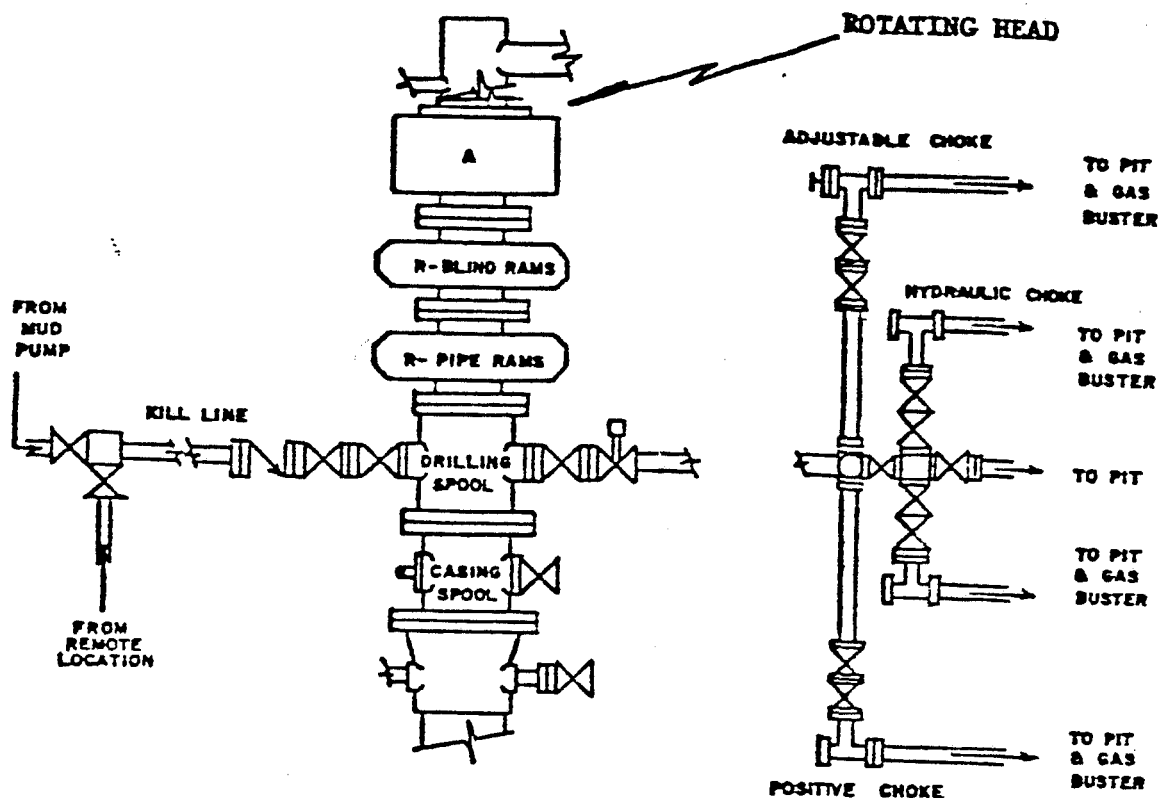 ROTATING HEAD
A
R-BLIND RAMS
R- PIPE RAMS
FROM
MUD
PUMP
KILL LINE
DRILLING
SPOOL
CASING
SPOOL
FROM
REMOTE
LOCATION
ADJUSTABLE CHOKE
TO PIT
& GAS
BUSTER
HYDRAULIC CHOKE
TO PIT
& GAS
BUSTER
TO PIT
TO PIT
& GAS
BUSTER
TO PIT
& GAS
BUSTER
POSITIVE CHOKE